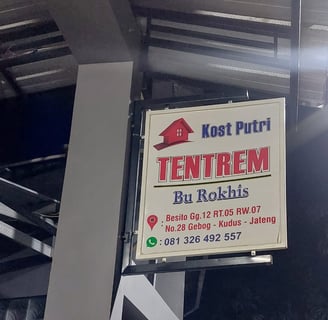 Kost Putri
TENTREM
Bu Rokhis
. Besito Gg.12 RT.05 RW.07
No.28 Gebog - Kudus - Jateng
: 081 326 492 557